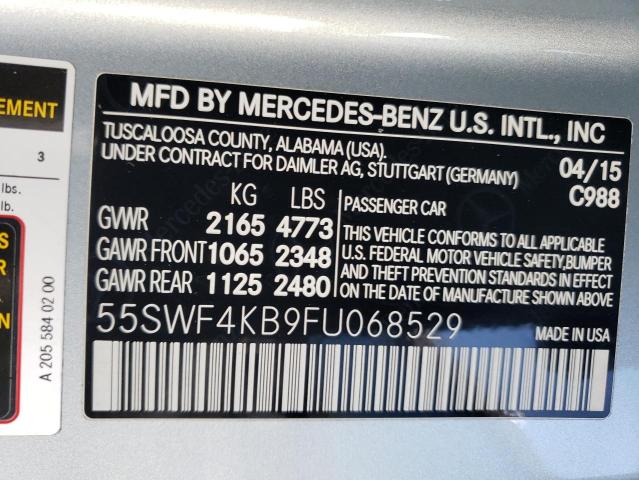 EMENT
3
lbs.
lb.
S
R
A 205 584 02 00
MFD BY MERCEDES-BENZ U.S. INTL., INC
TUSCALOOSA COUNTY, ALABAMA (USA).
UNDER CONTRACT FOR DAIMLER AG, STUTTGART (GERMANY)
04/15
C988
KG LBS
GVWR 2165 4773
GAWR FRONT 1065 2348
GAWR REAR 1125 2480
PASSENGER CAR
THIS VEHICLE CONFORMS TO ALL APPLICABLE
U.S. FEDERAL MOTOR VEHICLE SAFETY, BUMPER
AND THEFT PREVENTION STANDARDS IN EFFECT
ON THE DATE OF MANUFACTURE SHOWN ABOVE.
55SWF4KB9FU068529
MADE IN USA